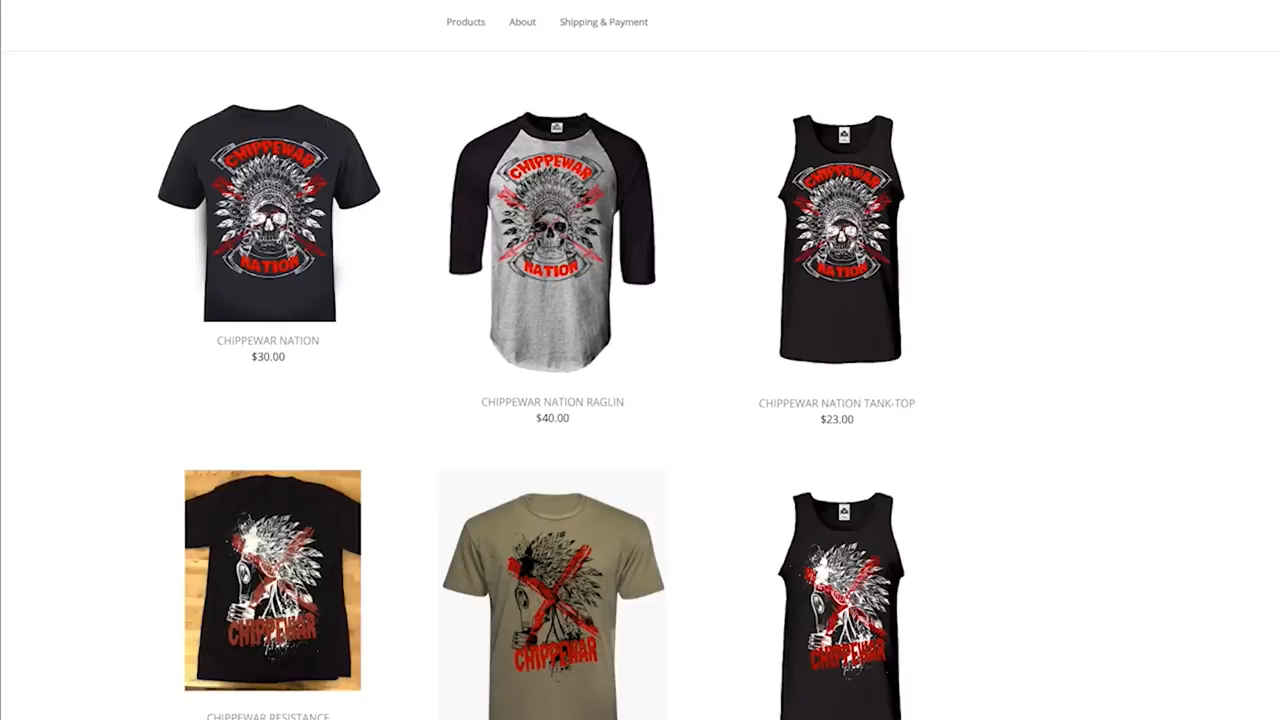 Products About Shipping & Payment
CHIPPEWAR
NATION
CHIPPEWAR
NATION
CHIPPEWAR
NATION
CHIPPEWAR NATION
$30.00
CHIPPEWAR NATION RAGLIN
$40.00
CHIPPEWAR NATION TANK-TOP
$23.00
CHIPPEWAR
CHIPPEWAR
CHIPPEWAR
CHIPPEWAR RESISTANCE